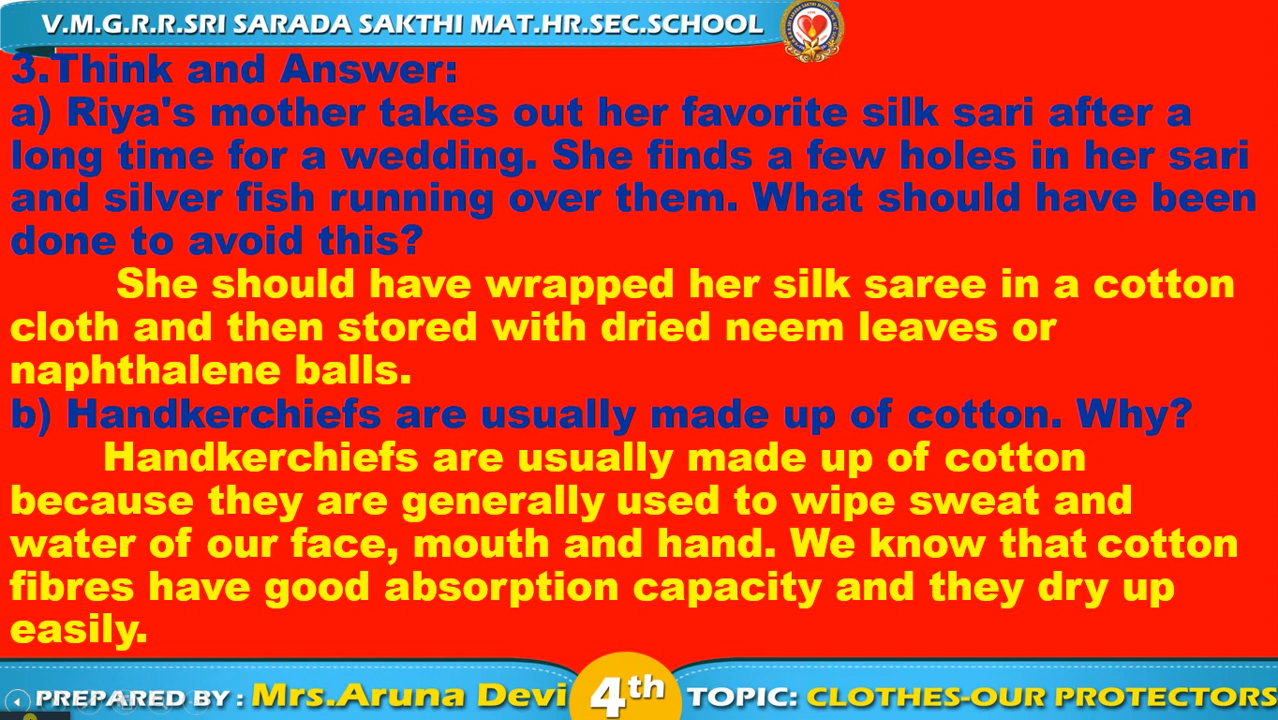 V.M.G.R.R.SRI SARADA SAKTHI MAT.HR.SEC.SCHOOL
3.Think and Answer:
a) Riya's mother takes out her favorite silk sari after a
long time for a wedding. She finds a few holes in her sari
and silver fish running over them. What should have been
done to avoid this?
She should have wrapped her silk saree in a cotton
cloth and then stored with dried neem leaves or
naphthalene balls.
b) Handkerchiefs are usually made up of cotton. Why?
Handkerchiefs are usually made up of cotton
because they are generally used to wipe sweat and
water of our face, mouth and hand. We know that cotton
fibres have good absorption capacity and they dry up
easily.
PREPARED BY : Mrs.Aruna Devi 4th TOPIC: CLOTHES-OUR PROTECTORS